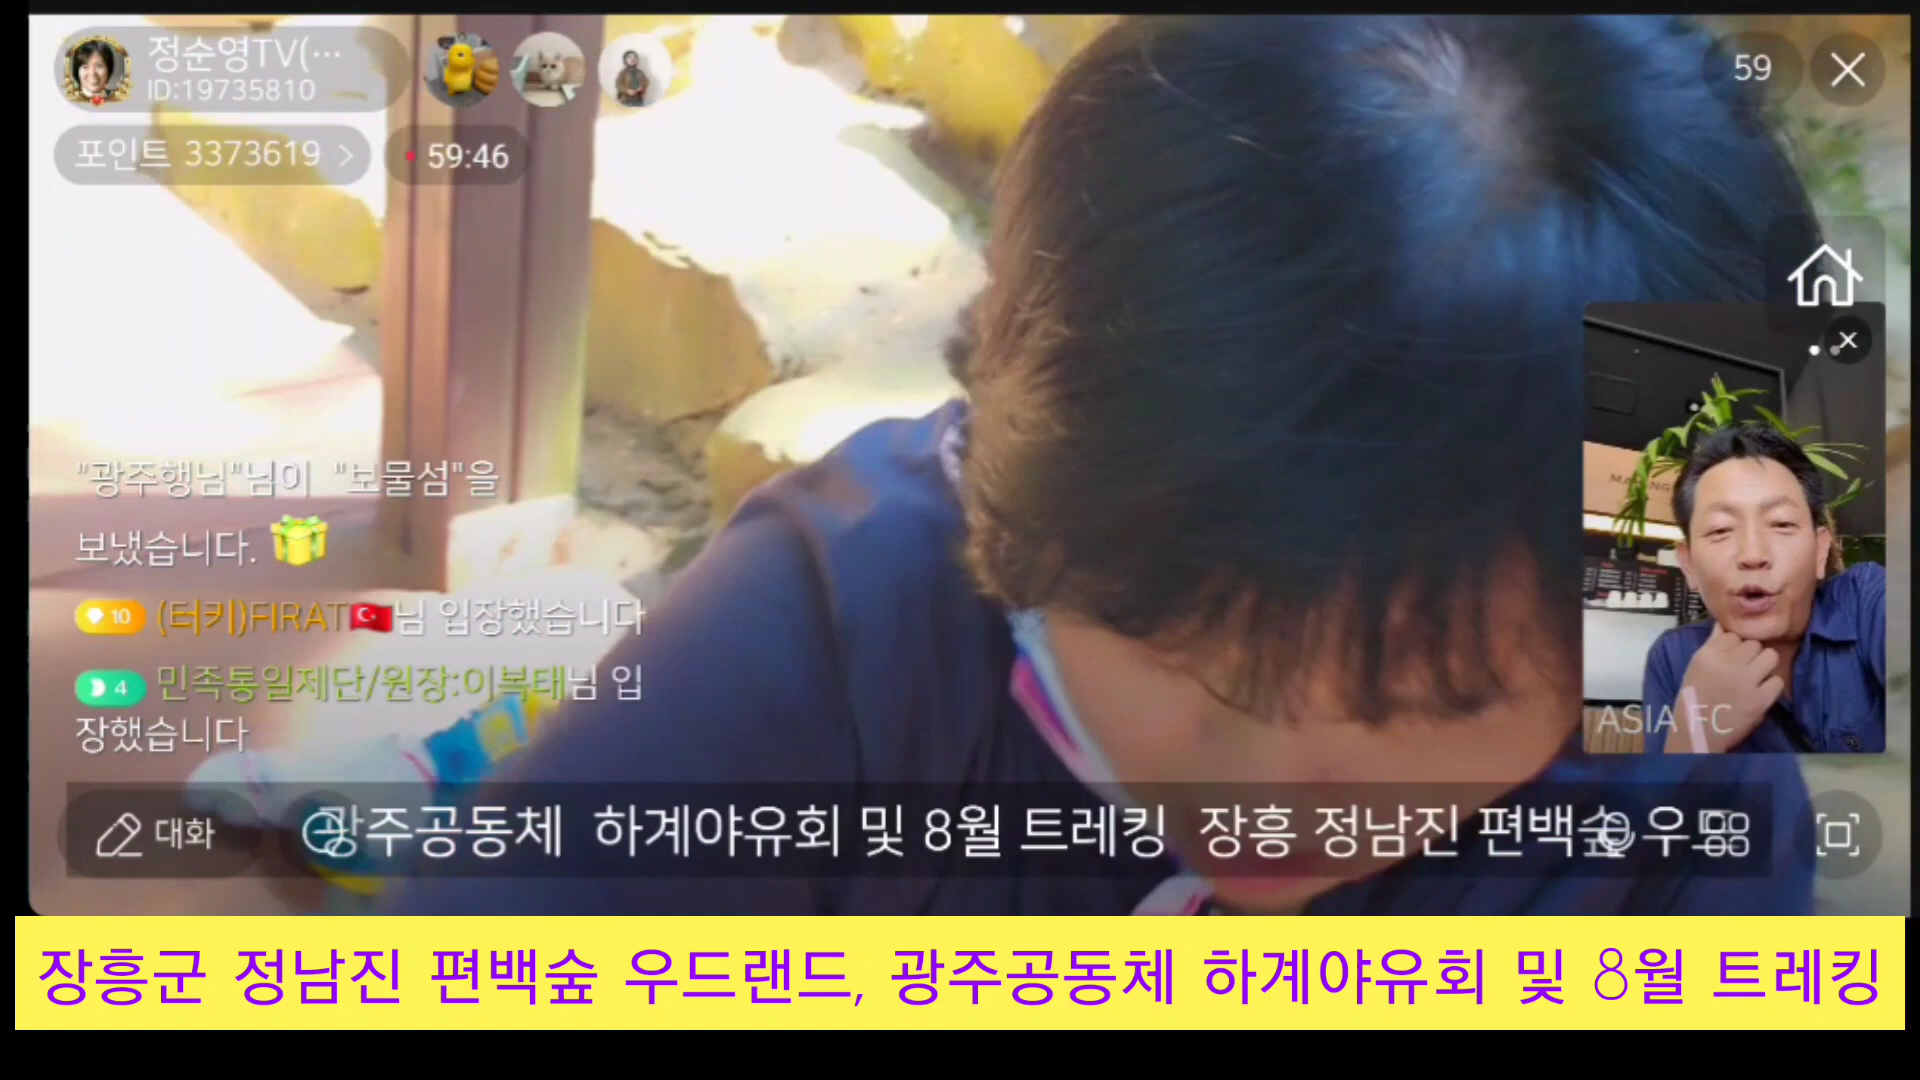 정순영TV(…
ID:19735810
59
포인트 3373619 >
59:46
"광주행님"님이 "보물섬"을
보냈습니다.
10 (터키)FIRAT님 입장했습니다
4 민족통일제단/원장:이복태님 입
장했습니다
ASIA FC
대화
광주공동체 하계야유회 및 8월 트레킹 장흥 정남진 편백숲 우드
장흥군 정남진 편백숲 우드랜드, 광주공동체 하계야유회 및 8월 트레킹